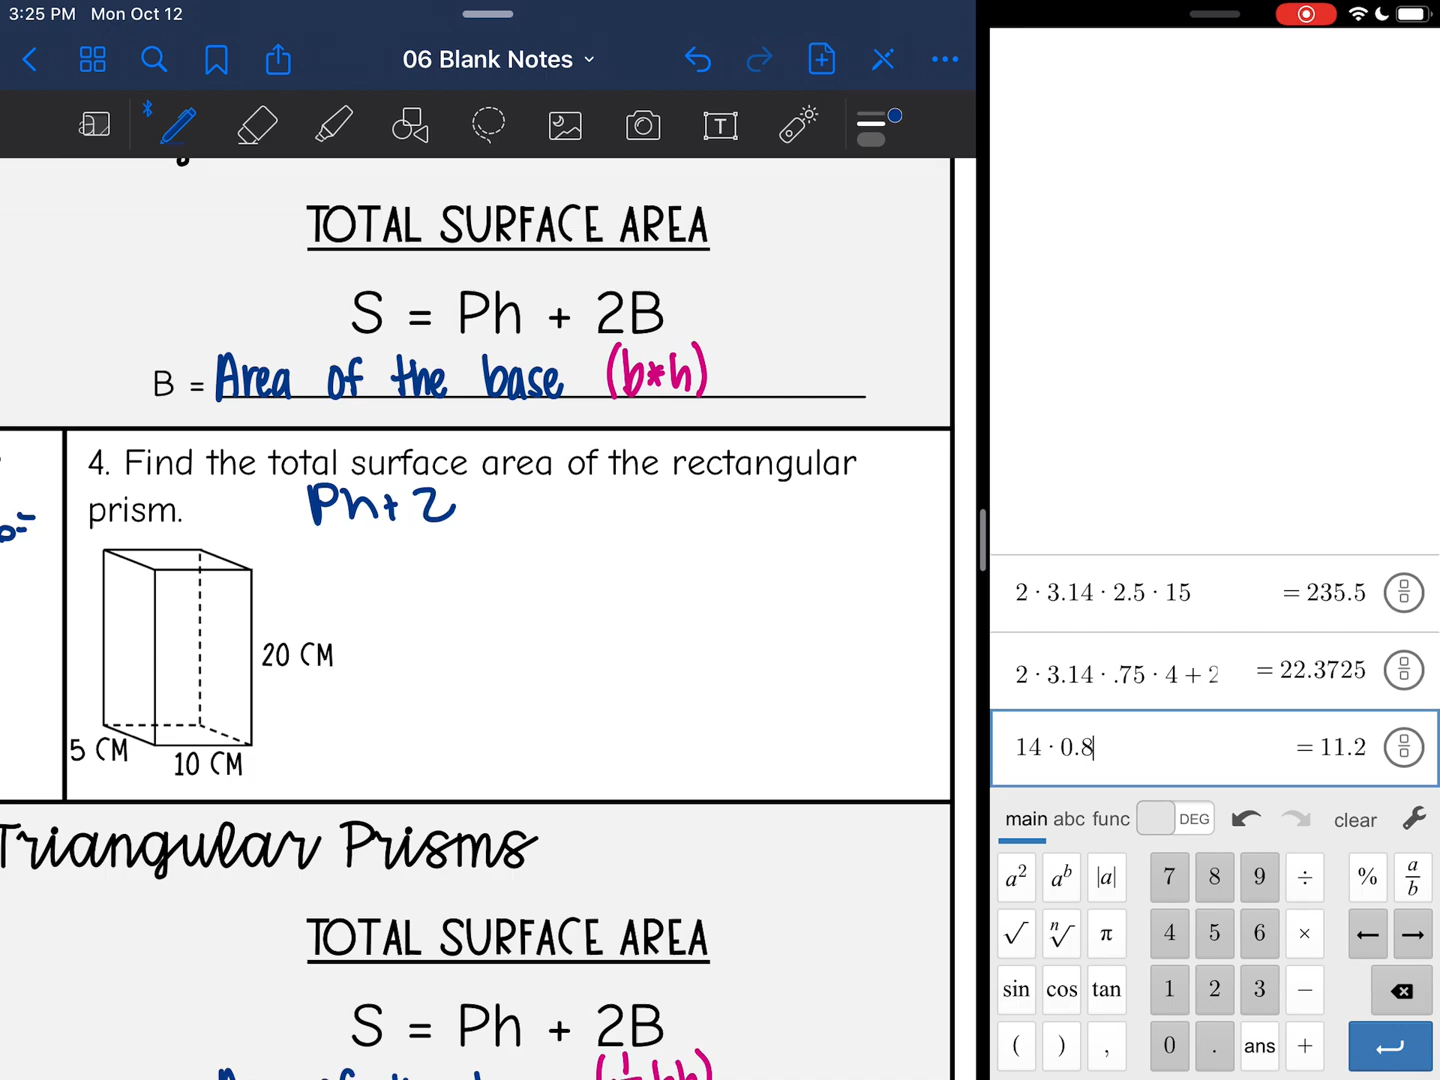 3:25 PM Mon Oct 12
06 Blank Notes
TOTAL SURFACE AREA
S = Ph + 2B
B = Area of the base (b*h)
4. Find the total surface area of the rectangular
prism. Ph+ 2
20 CM
5 CM
10 CM
Triangular Prisms
TOTAL SURFACE AREA
S = Ph + 2B
2 · 3.14 · 2.5 · 15 = 235.5
2 · 3.14 · .75 · 4 + 2 = 22.3725
14 · 0.8 = 11.2
main abc func DEG clear
a² aᵇ |a| 7 8 9 ÷ % a/b
√ ⁿ√ π 4 5 6 × ← →
sin cos tan 1 2 3 −
( ) , 0 . ans +